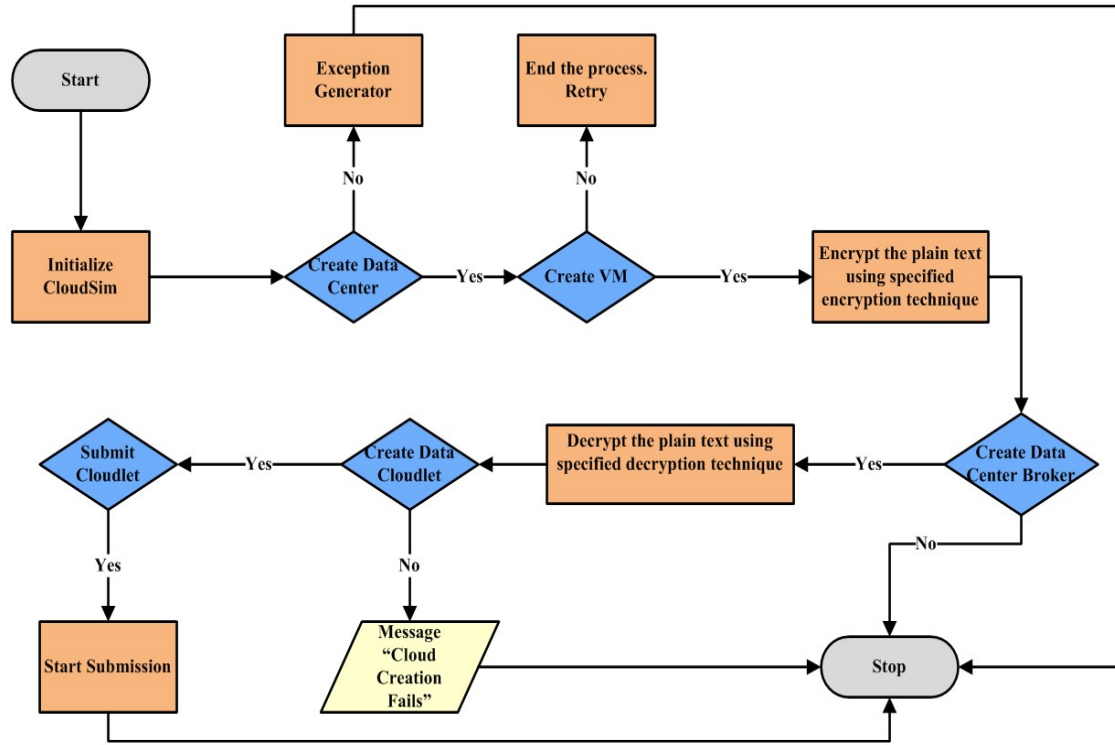 Start
Exception
Generator
End the process.
Retry
No
No
Initialize
CloudSim
Create Data
Center
Yes
Create VM
Yes
Encrypt the plain text
using specified
encryption technique
Submit
Cloudlet
Yes
Create Data
Cloudlet
Decrypt the plain text using
specified decryption technique
Yes
Create Data
Center Broker
Yes
No
No
Start Submission
Message
“Cloud
Creation
Fails”
Stop